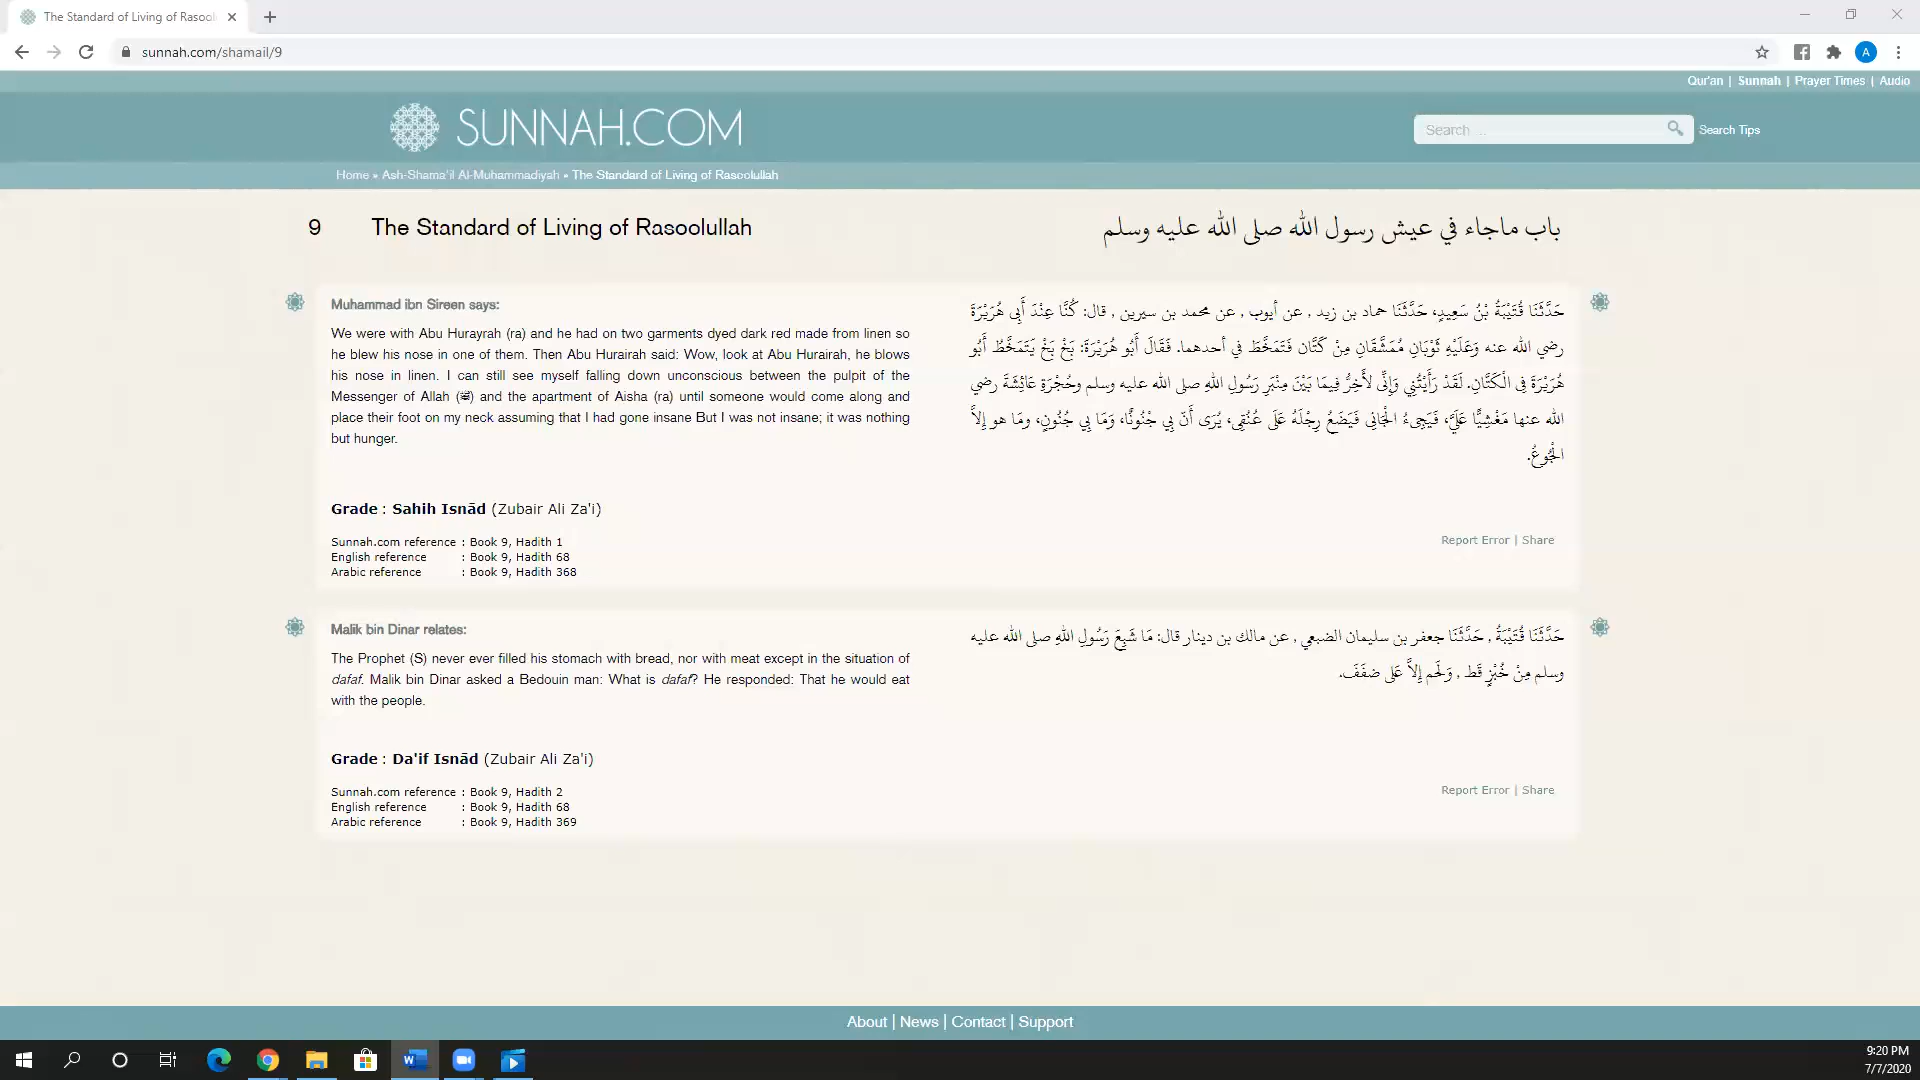 The Standard of Living of Rasool
sunnah.com/shamail/9
A
Qur'an | Sunnah | Prayer Times | Audio
SUNNAH.COM
Search ...
Search Tips
Home » Ash-Shama'il Al-Muhammadiyah » The Standard of Living of Rasoolullah
9 The Standard of Living of Rasoolullah
باب ماجاء في عيش رسول الله صلى الله عليه وسلم
Muhammad ibn Sireen says:
We were with Abu Hurayrah (ra) and he had on two garments dyed dark red made from linen so
he blew his nose in one of them. Then Abu Hurairah said: Wow, look at Abu Hurairah, he blows
his nose in linen. I can still see myself falling down unconscious between the pulpit of the
Messenger of Allah (ﷺ) and the apartment of Aisha (ra) until someone would come along and
place their foot on my neck assuming that I had gone insane But I was not insane; it was nothing
but hunger.
حَدَّثَنَا قُتَيْبَةُ بْنُ سَعِيدٍ، حَدَّثَنَا حماد بن زيد , عن أيوب , عن محمد بن سيرين , قال: كُنَّا عِنْدَ أَبِي هُرَيْرَةَ
رضي الله عنه وَعَلَيْهِ ثَوْبَانِ مُمَشَّقَانِ مِنْ كَتَّان فَتَمَخَّط في أحدهما. فَقَالَ أَبُو هُرَيْرَةَ: بَخْ بَخْ يَتَمَخَّطُ أَبُو
هُرَيْرَةَ فِي الْكَتَّانِ. لَقَدْ رَأَيْتُنِي وَإِنِّي لأَخِرُّ فِيمَا بَيْنَ مِنْبَرِ رَسُولِ اللهِ صلى الله عليه وسلم وحُجْرَةِ عَائِشَةَ رضي
الله عنها مَغْشِيًّا عَلَيَّ، فَيَجِيءُ الْجَانِي فَيَضَعُ رِجْلَهُ عَلَى عُنُقِي، يُرَى أَنّ بِي جُنُونًا، وَمَا بِي جُنُونٍ، ومَا هو إِلاَّ
الْجُوعُ.
Grade : Sahih Isnād (Zubair Ali Za'i)
Sunnah.com reference : Book 9, Hadith 1
English reference : Book 9, Hadith 68
Arabic reference : Book 9, Hadith 368
Report Error | Share
Malik bin Dinar relates:
The Prophet (S) never ever filled his stomach with bread, nor with meat except in the situation of
dafaf. Malik bin Dinar asked a Bedouin man: What is dafaf? He responded: That he would eat
with the people.
حَدَّثَنَا قُتَيْبَةُ , حَدَّثَنَا جعفر بن سليمان الضبعي , عن مالك بن دينار قال: مَا شَبِعَ رَسُولِ اللهِ صلى الله عليه
وسلم مِنْ خُبْزٍ قَط , وَلَحم إِلاَّ عَلى ضفَفَ.
Grade : Da'if Isnād (Zubair Ali Za'i)
Sunnah.com reference : Book 9, Hadith 2
English reference : Book 9, Hadith 68
Arabic reference : Book 9, Hadith 369
Report Error | Share
About | News | Contact | Support
9:20 PM
7/7/2020